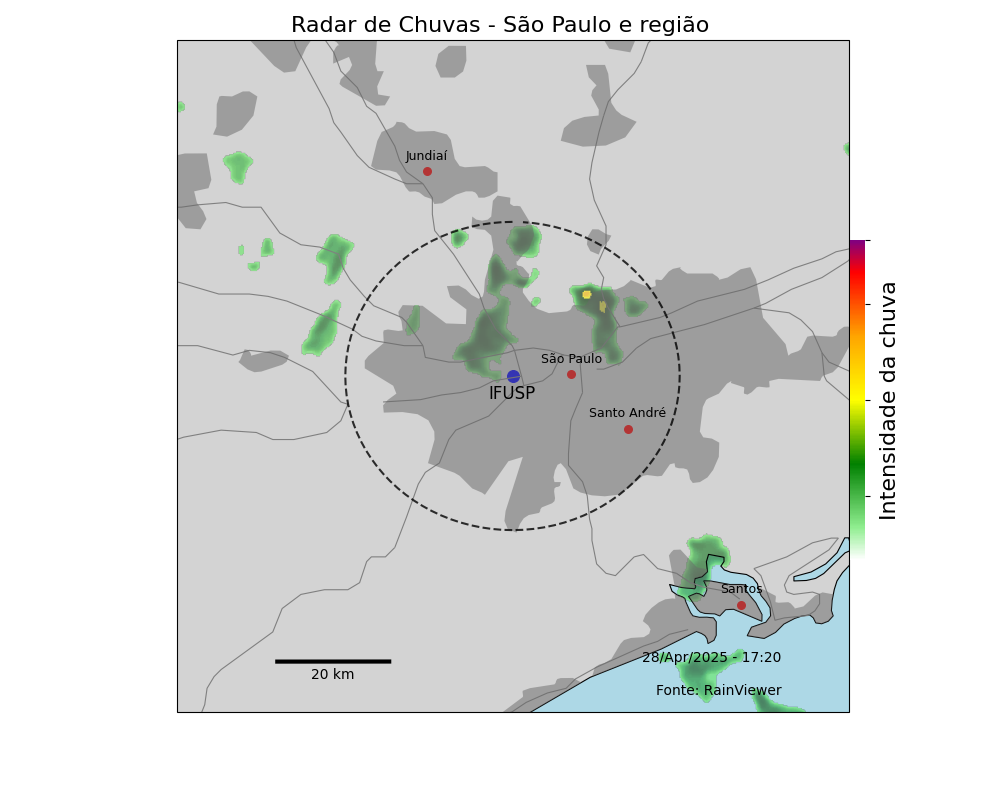 Radar de Chuvas - São Paulo e região
Jundiaí
São Paulo
IFUSP
Santo André
Intensidade da chuva
Santos
28/Apr/2025 - 17:20
20 km
Fonte: RainViewer